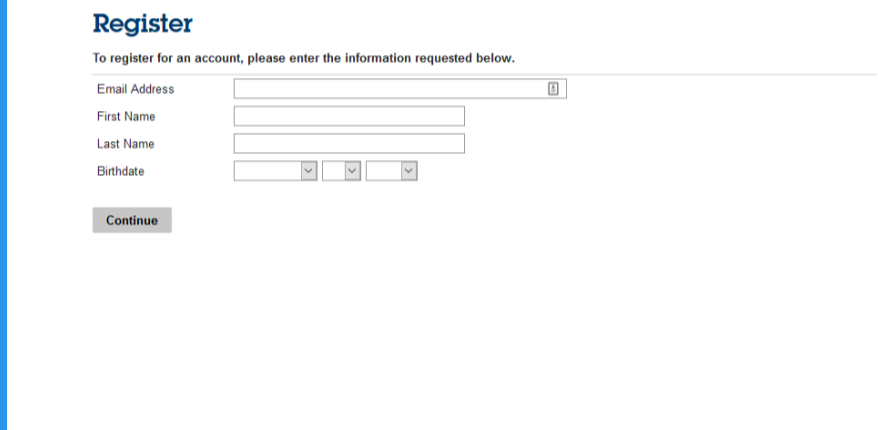 Register
To register for an account, please enter the information requested below.
Email Address
First Name
Last Name
Birthdate
Continue